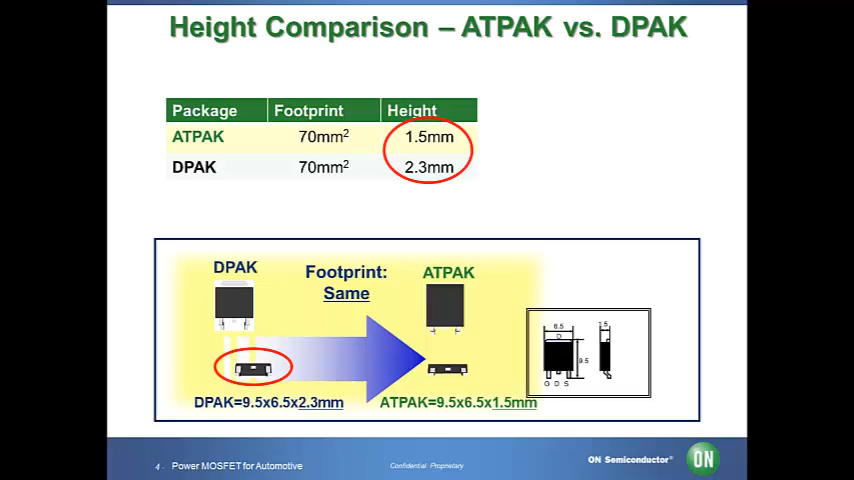 Height Comparison – ATPAK vs. DPAK
Package Footprint Height
ATPAK 70mm² 1.5mm
DPAK 70mm² 2.3mm
DPAK
Footprint:
Same
ATPAK
DPAK=9.5x6.5x2.3mm
ATPAK=9.5x6.5x1.5mm
6.5
1.5
D
9.5
G D S
4
Power MOSFET for Automotive
Confidential Proprietary
ON Semiconductor®
ON